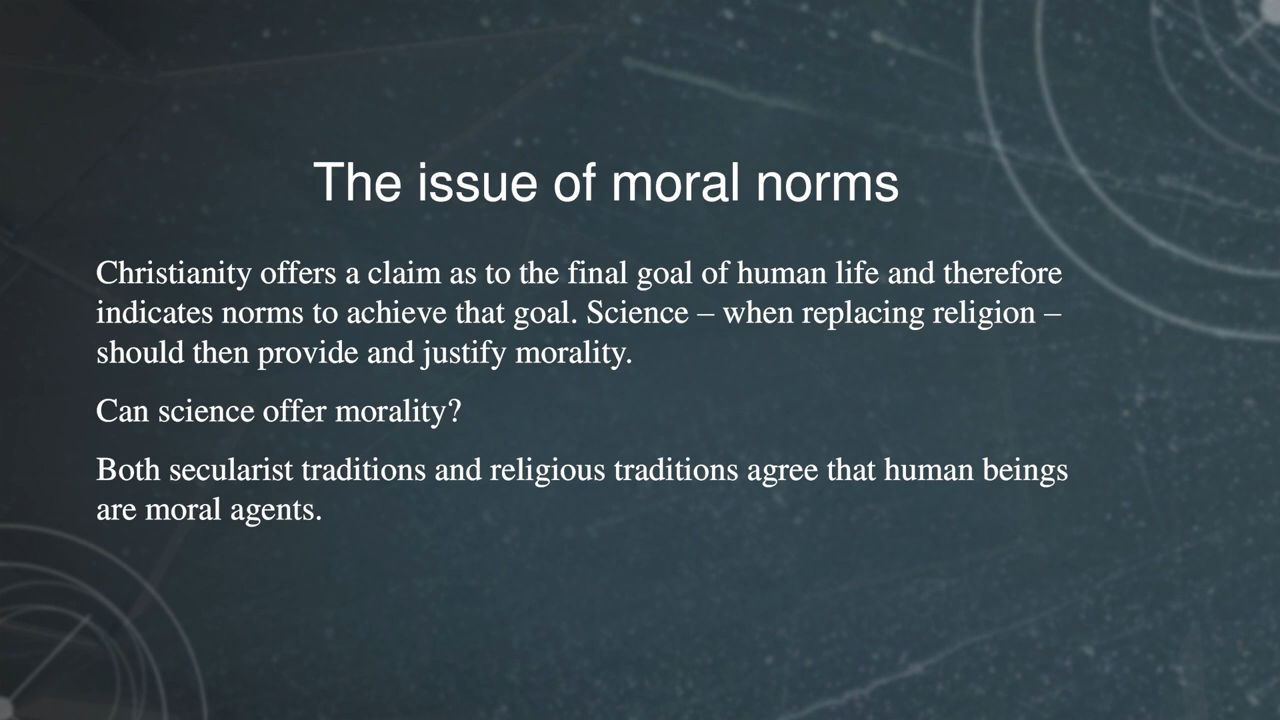 The issue of moral norms
Christianity offers a claim as to the final goal of human life and therefore
indicates norms to achieve that goal. Science – when replacing religion –
should then provide and justify morality.
Can science offer morality?
Both secularist traditions and religious traditions agree that human beings
are moral agents.